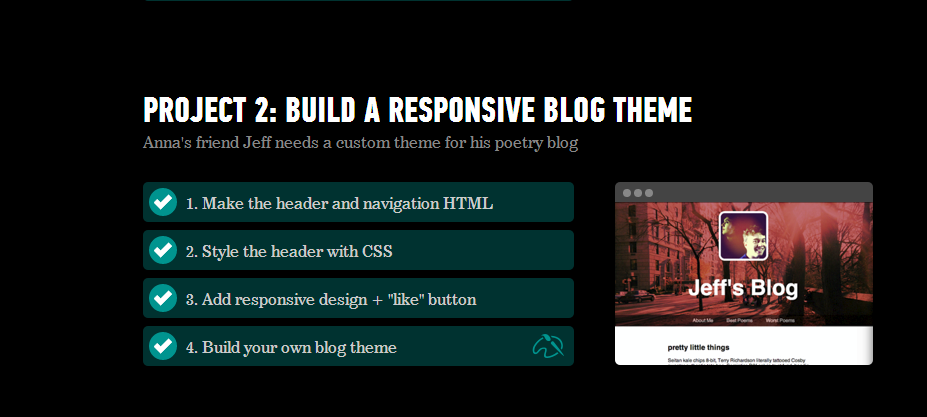 PROJECT 2: BUILD A RESPONSIVE BLOG THEME
Anna's friend Jeff needs a custom theme for his poetry blog
1. Make the header and navigation HTML
2. Style the header with CSS
3. Add responsive design + "like" button
4. Build your own blog theme
Jeff's Blog
About Me Best Poems Worst Poems
pretty little things
Seitan kale chips 8-bit, Terry Richardson literally tattooed Cosby